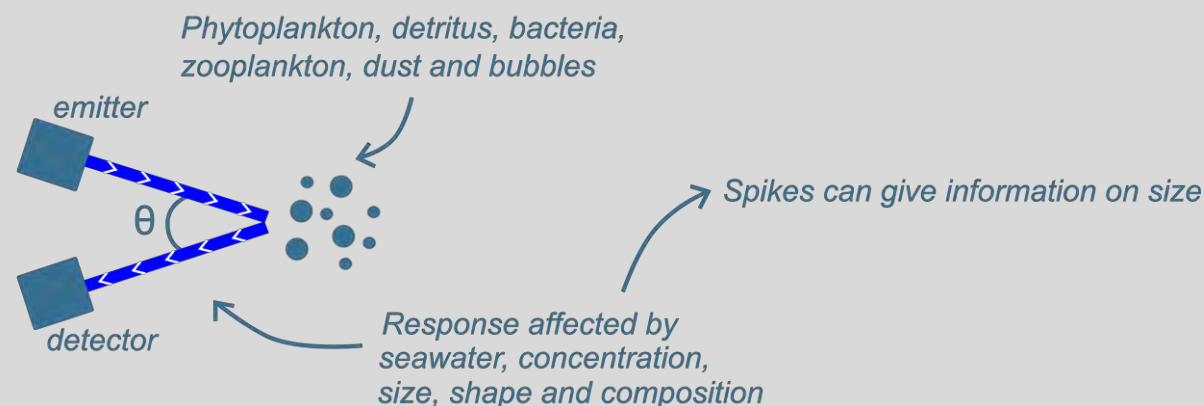 Phytoplankton, detritus, bacteria,
zooplankton, dust and bubbles
emitter
θ
detector
Spikes can give information on size
Response affected by
seawater, concentration,
size, shape and composition